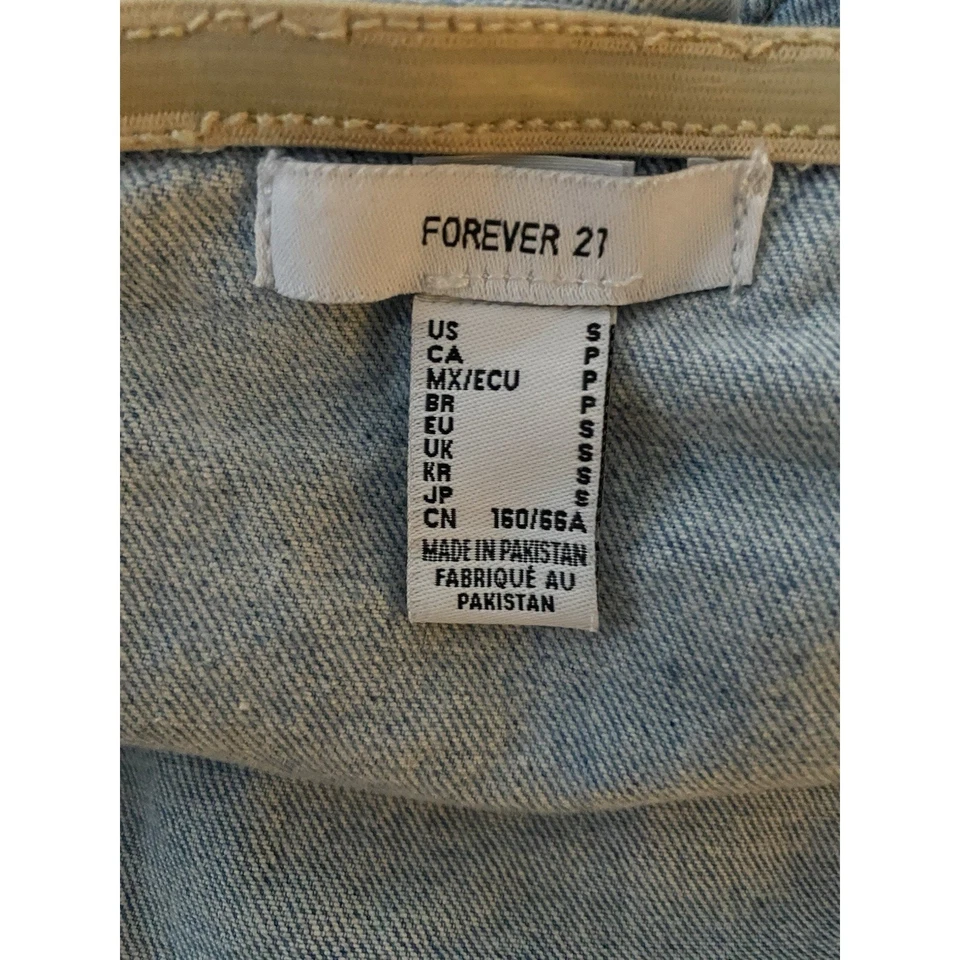 FOREVER 21
US S
CA P
MX/ECU P
BR P
EU S
UK S
KR S
JP S
CN 160/66A
MADE IN PAKISTAN
FABRIQUÉ AU
PAKISTAN